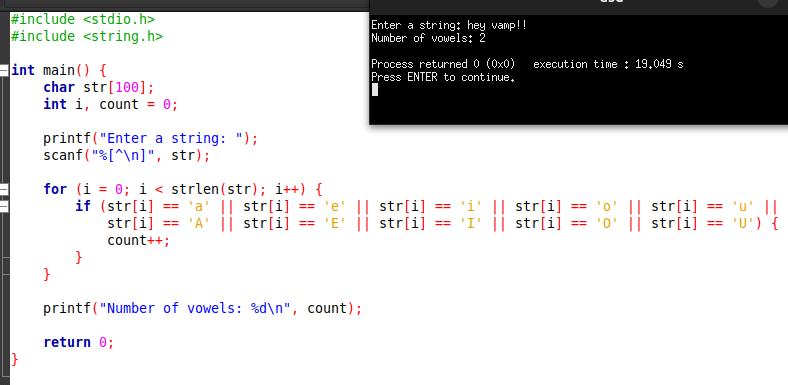 #include <stdio.h>
#include <string.h>
int main() {
char str[100];
int i, count = 0;
printf("Enter a string: ");
scanf("%[^\n]", str);
for (i = 0; i < strlen(str); i++) {
if (str[i] == 'a' || str[i] == 'e' || str[i] == 'i' || str[i] == 'o' || str[i] == 'u' ||
str[i] == 'A' || str[i] == 'E' || str[i] == 'I' || str[i] == 'O' || str[i] == 'U') {
count++;
}
}
printf("Number of vowels: %d\n", count);
return 0;
}
Enter a string: hey vamp!!
Number of vowels: 2
Process returned 0 (0x0) execution time : 19.049 s
Press ENTER to continue.